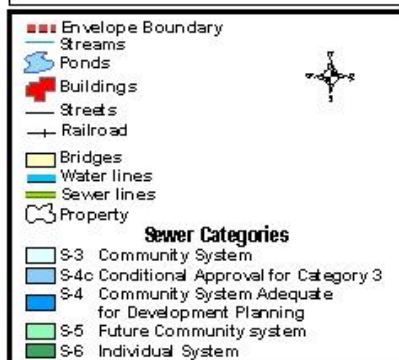 Envelope Boundary
Streams
Ponds
Buildings
Streets
Railroad
Bridges
Water lines
Sewer lines
Property
Sewer Categories
S-3 Community System
S-4c Conditional Approval for Category 3
S-4 Community System Adequate
for Development Planning
S-5 Future Community system
S-6 Individual System